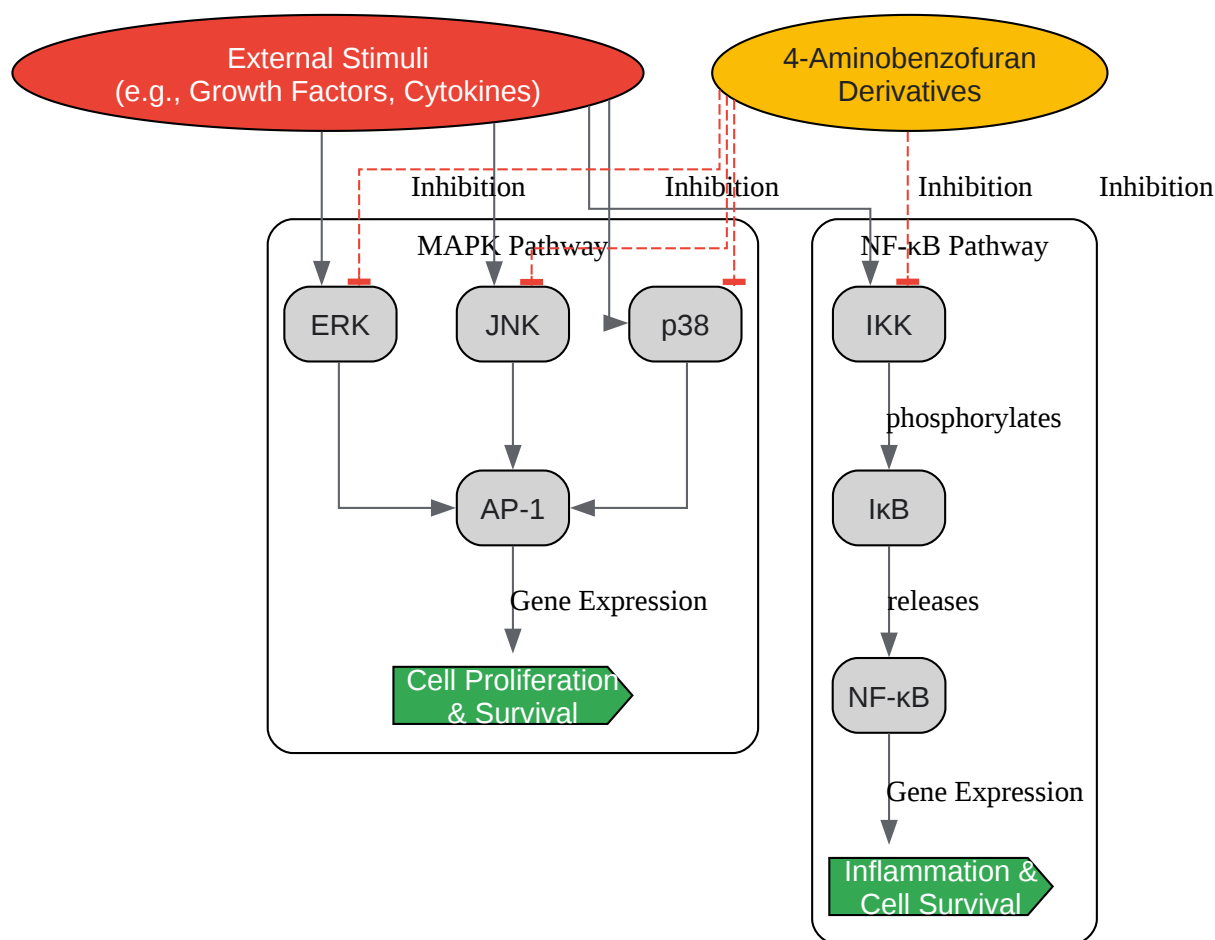 External Stimuli
(e.g., Growth Factors, Cytokines)
4-Aminobenzofuran
Derivatives
Inhibition
Inhibition
Inhibition
Inhibition
MAPK Pathway
NF-κB Pathway
ERK
JNK
p38
IKK
phosphorylates
AP-1
IκB
Gene Expression
releases
Cell Proliferation
& Survival
NF-κB
Gene Expression
Inflammation &
Cell Survival